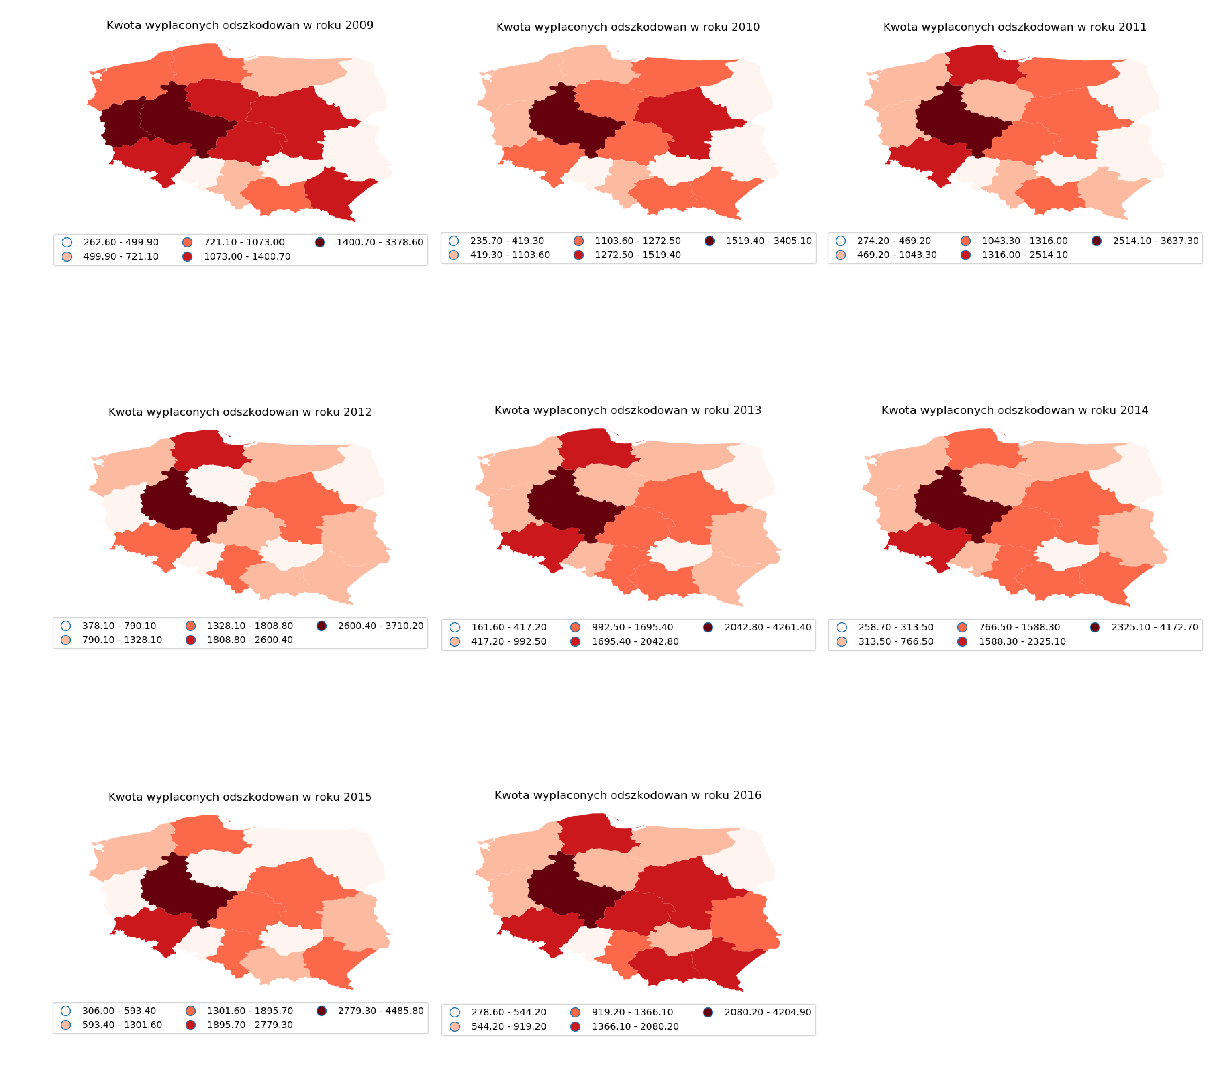 Kwota wyplaconych odszkodowan w roku 2009
262.60 - 499.90 721.10 - 1073.00 1400.70 - 3378.60
499.90 - 721.10 1073.00 - 1400.70
Kwota wyplaconych odszkodowan w roku 2010
235.70 - 419.30 1103.60 - 1272.50 1519.40 - 3405.10
419.30 - 1103.60 1272.50 - 1519.40
Kwota wyplaconych odszkodowan w roku 2011
274.20 - 469.20 1043.30 - 1316.00 2514.10 - 3637.30
469.20 - 1043.30 1316.00 - 2514.10
Kwota wyplaconych odszkodowan w roku 2012
378.10 - 790.10 1328.10 - 1808.80 2600.40 - 3710.20
790.10 - 1328.10 1808.80 - 2600.40
Kwota wyplaconych odszkodowan w roku 2013
161.60 - 417.20 992.50 - 1695.40 2042.80 - 4261.40
417.20 - 992.50 1695.40 - 2042.80
Kwota wyplaconych odszkodowan w roku 2014
258.70 - 313.50 766.50 - 1588.30 2325.10 - 4172.70
313.50 - 766.50 1588.30 - 2325.10
Kwota wyplaconych odszkodowan w roku 2015
306.00 - 593.40 1301.60 - 1895.70 2779.30 - 4485.80
593.40 - 1301.60 1895.70 - 2779.30
Kwota wyplaconych odszkodowan w roku 2016
278.60 - 544.20 919.20 - 1366.10 2080.20 - 4204.90
544.20 - 919.20 1366.10 - 2080.20